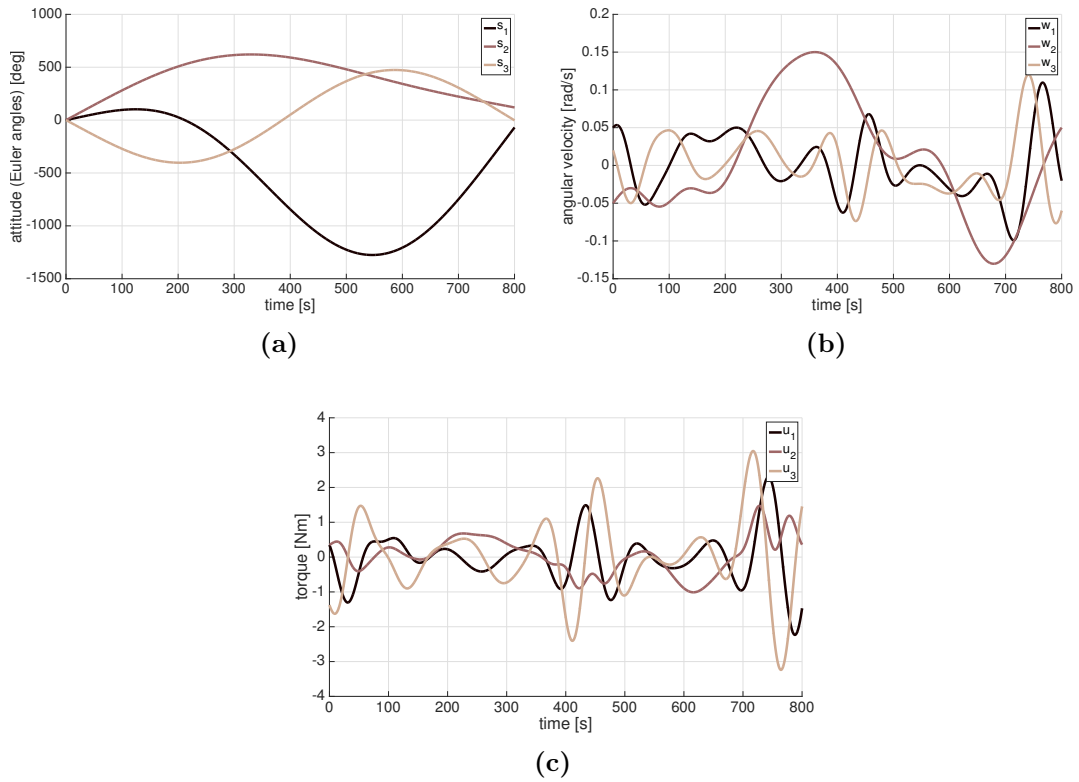 attitude (Euler angles) [deg]
1000
500
0
-500
-1000
-1500
s1
s2
s3
0 100 200 300 400 500 600 700 800
time [s]
(a)
angular velocity [rad/s]
0.2
0.15
0.1
0.05
0
-0.05
-0.1
-0.15
w1
w2
w3
0 100 200 300 400 500 600 700 800
time [s]
(b)
torque [Nm]
4
3
2
1
0
-1
-2
-3
-4
u1
u2
u3
0 100 200 300 400 500 600 700 800
time [s]
(c)